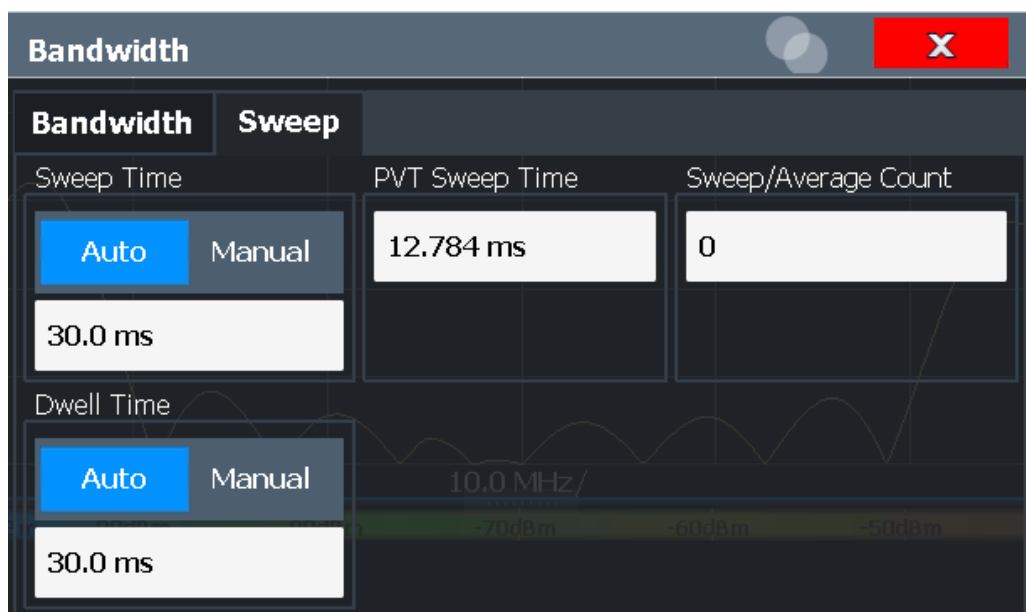 Bandwidth
X
Bandwidth Sweep
Sweep Time PVT Sweep Time Sweep/Average Count
Auto Manual 12.784 ms 0
30.0 ms
Dwell Time
Auto Manual
10.0 MHz/
-70dBm -60dBm -50dBm
30.0 ms